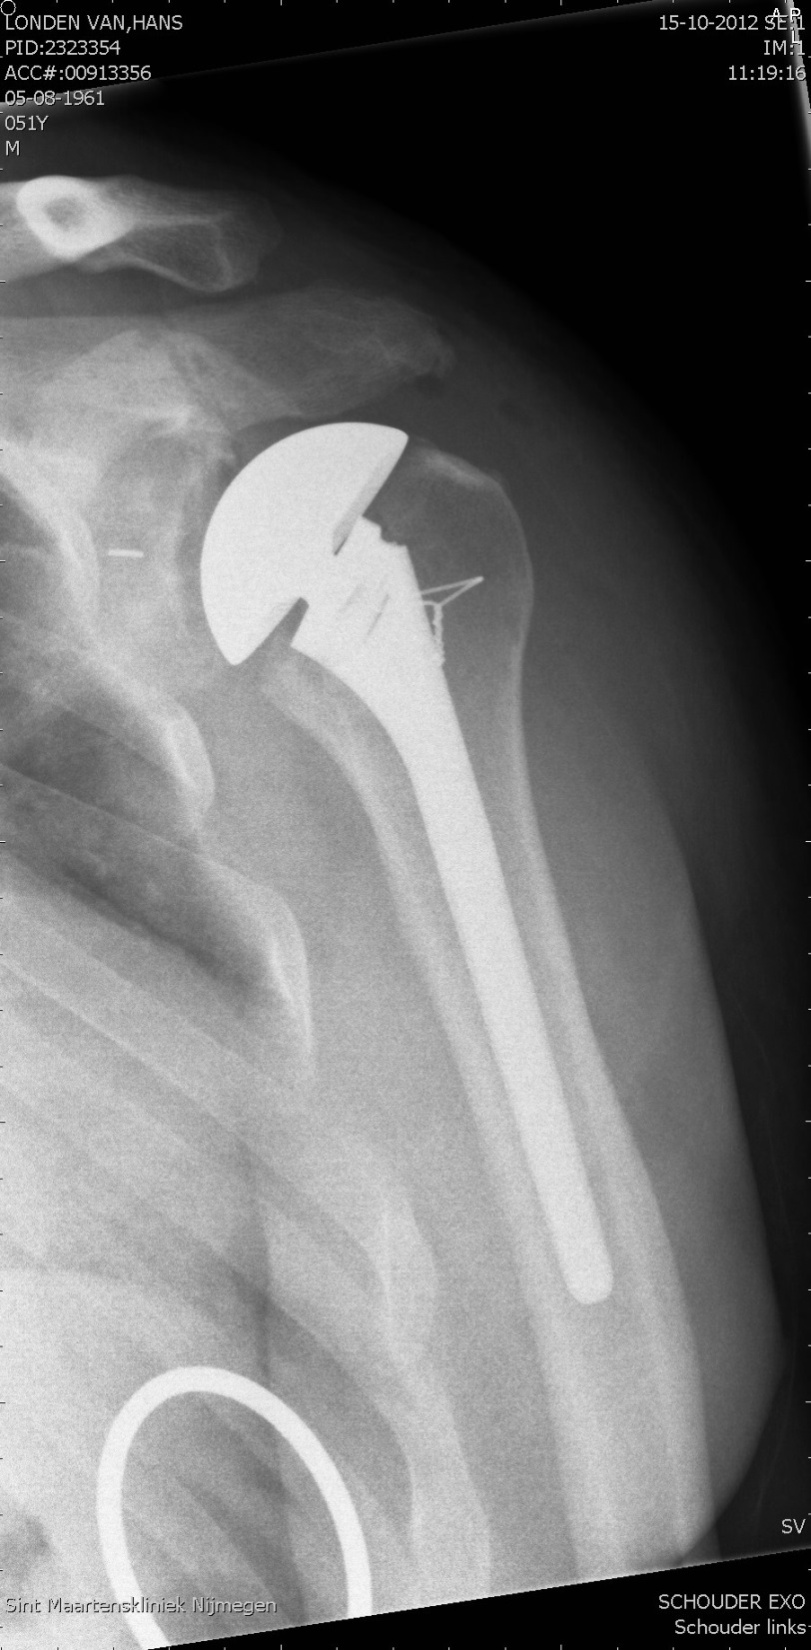 LONDEN VAN,HANS
PID:2323354
ACC#:00913356
05-08-1961
051Y
M
15-10-2012 SE:1
IM:1
11:19:16
SV
Sint Maartenskliniek Nijmegen
SCHOUDER EXO
Schouder links